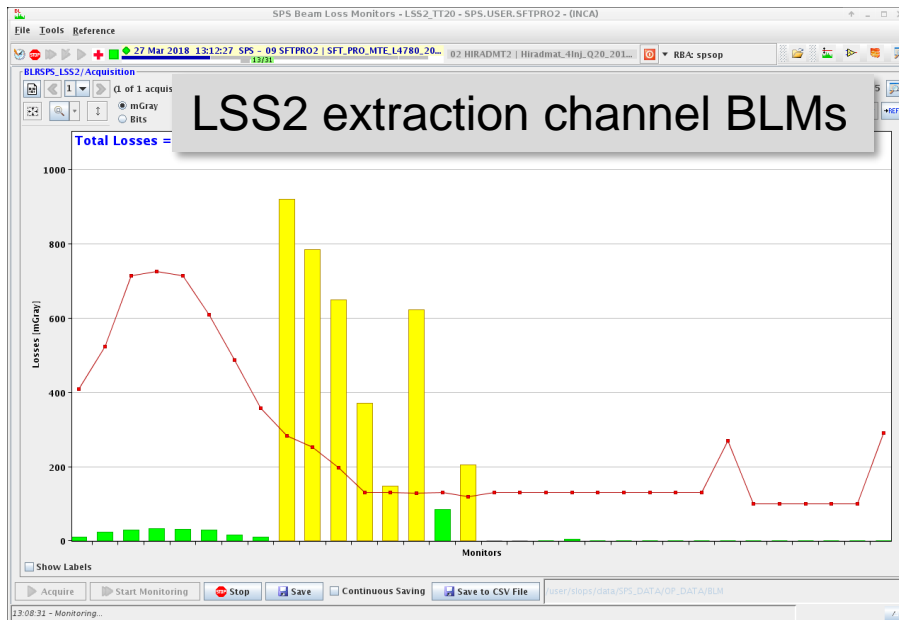 SPS Beam Loss Monitors - LSS2_TT20 - SPS.USER.SFTPRO2 - (INCA)
File Tools Reference
27 Mar 2018 13:12:27 SPS - 09 SFTPRO2 | SFT_PRO_MTE_L4780_20... 02 HIRADMT2 | Hiradmat_4Inj_Q20_201... RBA: spsop
13/31
BLRSPS_LSS2/Acquisition
1 (1 of 1 acquis
mGray
Bits
REF
LSS2 extraction channel BLMs
Total Losses =
1000
800
600
400
200
0
Losses [mGray]
Monitors
Show Labels
Acquire Start Monitoring STOP Stop Save Continuous Saving Save to CSV File /user/slops/data/SPS_DATA/OP_DATA/BLM
13:08:31 - Monitoring...